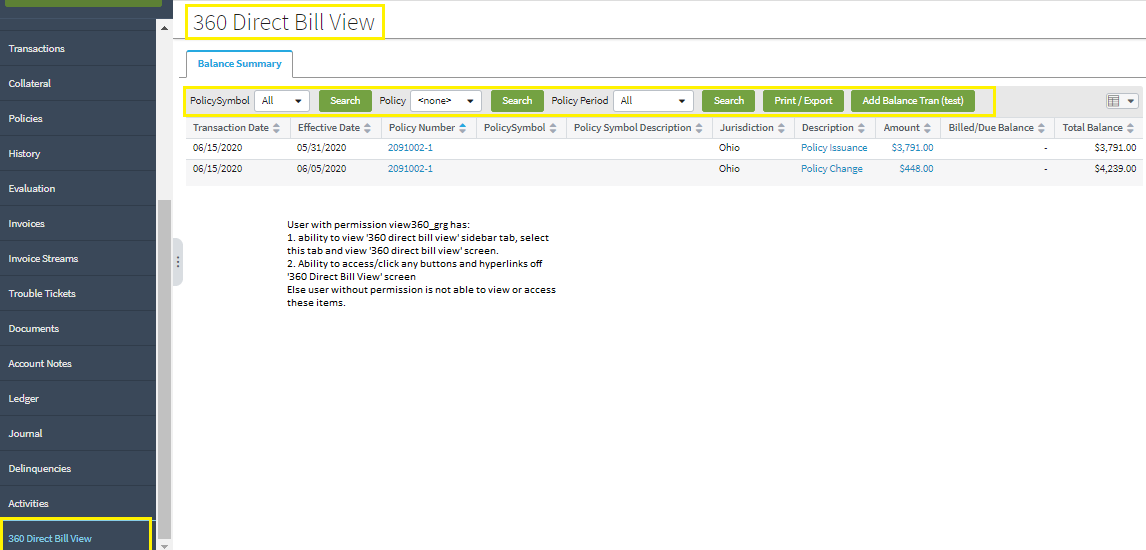 360 Direct Bill View
Transactions
Collateral
Policies
History
Evaluation
Invoices
Invoice Streams
Trouble Tickets
Documents
Account Notes
Ledger
Journal
Delinquencies
Activities
360 Direct Bill View
Balance Summary
PolicySymbol All Search Policy <none> Search Policy Period All Search Print / Export Add Balance Tran (test)
Transaction Date Effective Date Policy Number PolicySymbol Policy Symbol Description Jurisdiction Description Amount Billed/Due Balance Total Balance
06/15/2020 05/31/2020 2091002-1 Ohio Policy Issuance $3,791.00 - $3,791.00
06/15/2020 06/05/2020 2091002-1 Ohio Policy Change $448.00 - $4,239.00
User with permission view360_grg has:
1. ability to view '360 direct bill view' sidebar tab, select
this tab and view '360 direct bill view' screen.
2. Ability to access/click any buttons and hyperlinks off
'360 Direct Bill View' screen
Else user without permission is not able to view or access
these items.